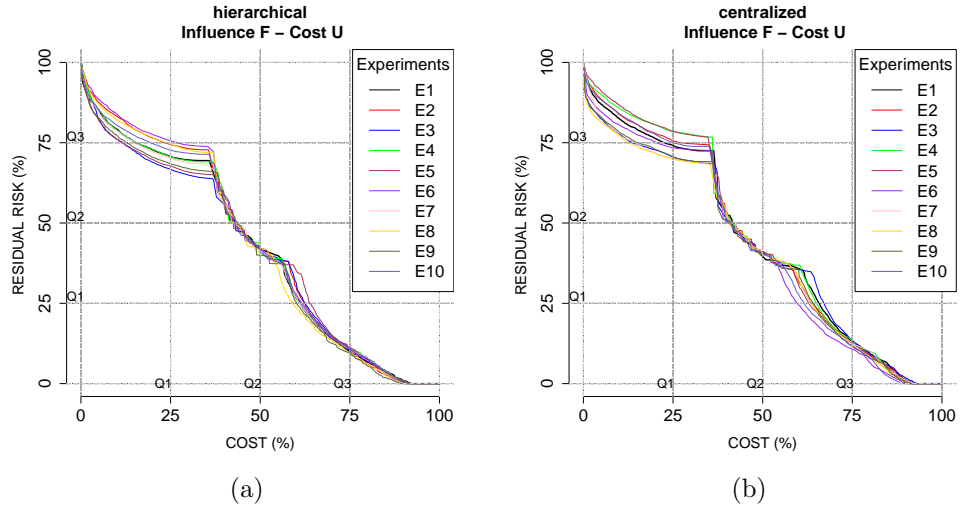 hierarchical
Influence F – Cost U
RESIDUAL RISK (%)
100
75
50
25
0
Q3
Q2
Q1
Q1
Q2
Q3
0
25
50
75
100
COST (%)
Experiments
E1
E2
E3
E4
E5
E6
E7
E8
E9
E10
(a)
centralized
Influence F – Cost U
RESIDUAL RISK (%)
100
75
50
25
0
Q3
Q2
Q1
Q1
Q2
Q3
0
25
50
75
100
COST (%)
Experiments
E1
E2
E3
E4
E5
E6
E7
E8
E9
E10
(b)